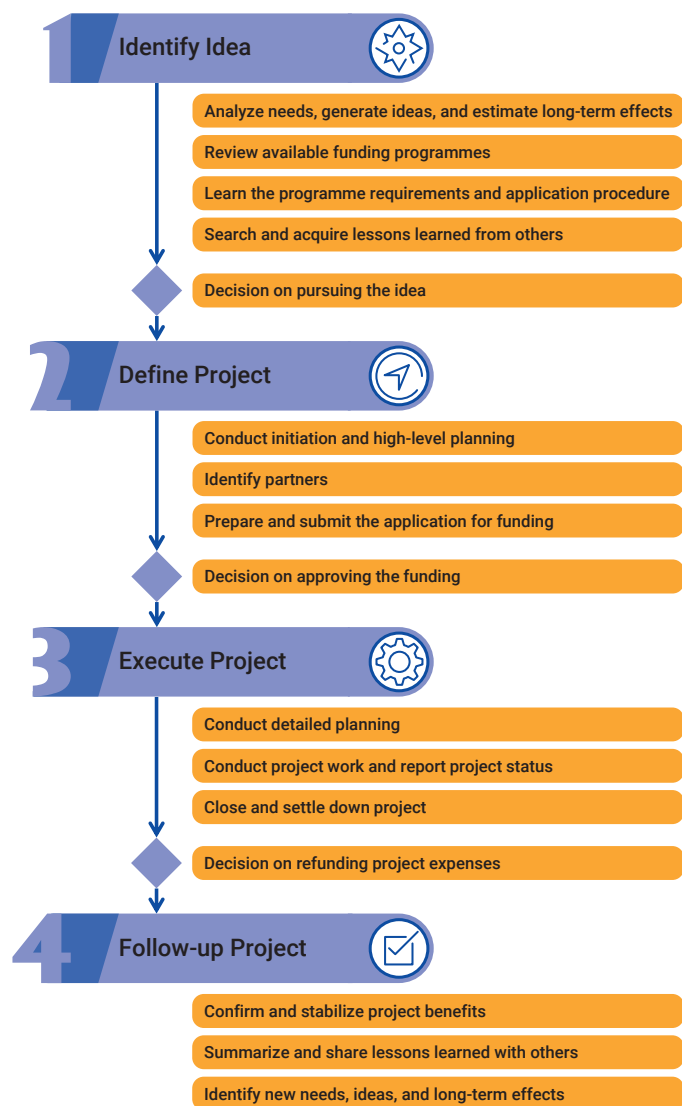 1 Identify Idea
Analyze needs, generate ideas, and estimate long-term effects
Review available funding programmes
Learn the programme requirements and application procedure
Search and acquire lessons learned from others
Decision on pursuing the idea
2 Define Project
Conduct initiation and high-level planning
Identify partners
Prepare and submit the application for funding
Decision on approving the funding
3 Execute Project
Conduct detailed planning
Conduct project work and report project status
Close and settle down project
Decision on refunding project expenses
4 Follow-up Project
Confirm and stabilize project benefits
Summarize and share lessons learned with others
Identify new needs, ideas, and long-term effects